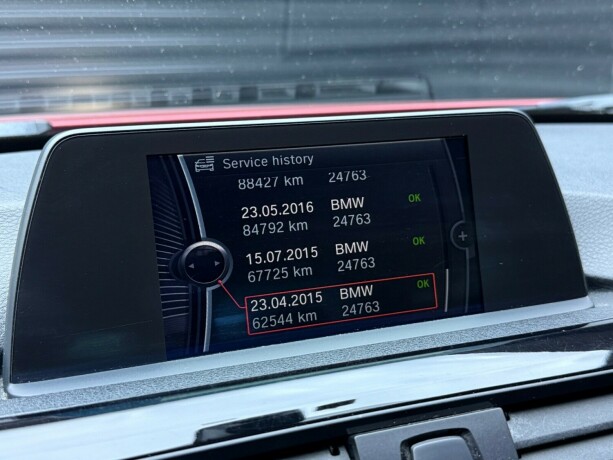 Service history
88427 km 24763
23.05.2016 BMW OK
84792 km 24763
15.07.2015 BMW OK
67725 km 24763
23.04.2015 BMW OK
62544 km 24763